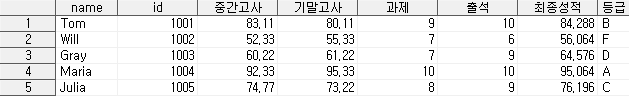 name id 중간고사 기말고사 과제 출석 최종성적 등급
1 Tom 1001 83,11 80,11 9 10 84,288 B
2 Will 1002 52,33 55,33 7 6 56,064 F
3 Gray 1003 60,22 61,22 7 9 64,576 D
4 Maria 1004 92,33 95,33 10 10 95,064 A
5 Julia 1005 74,77 73,22 8 9 76,196 C